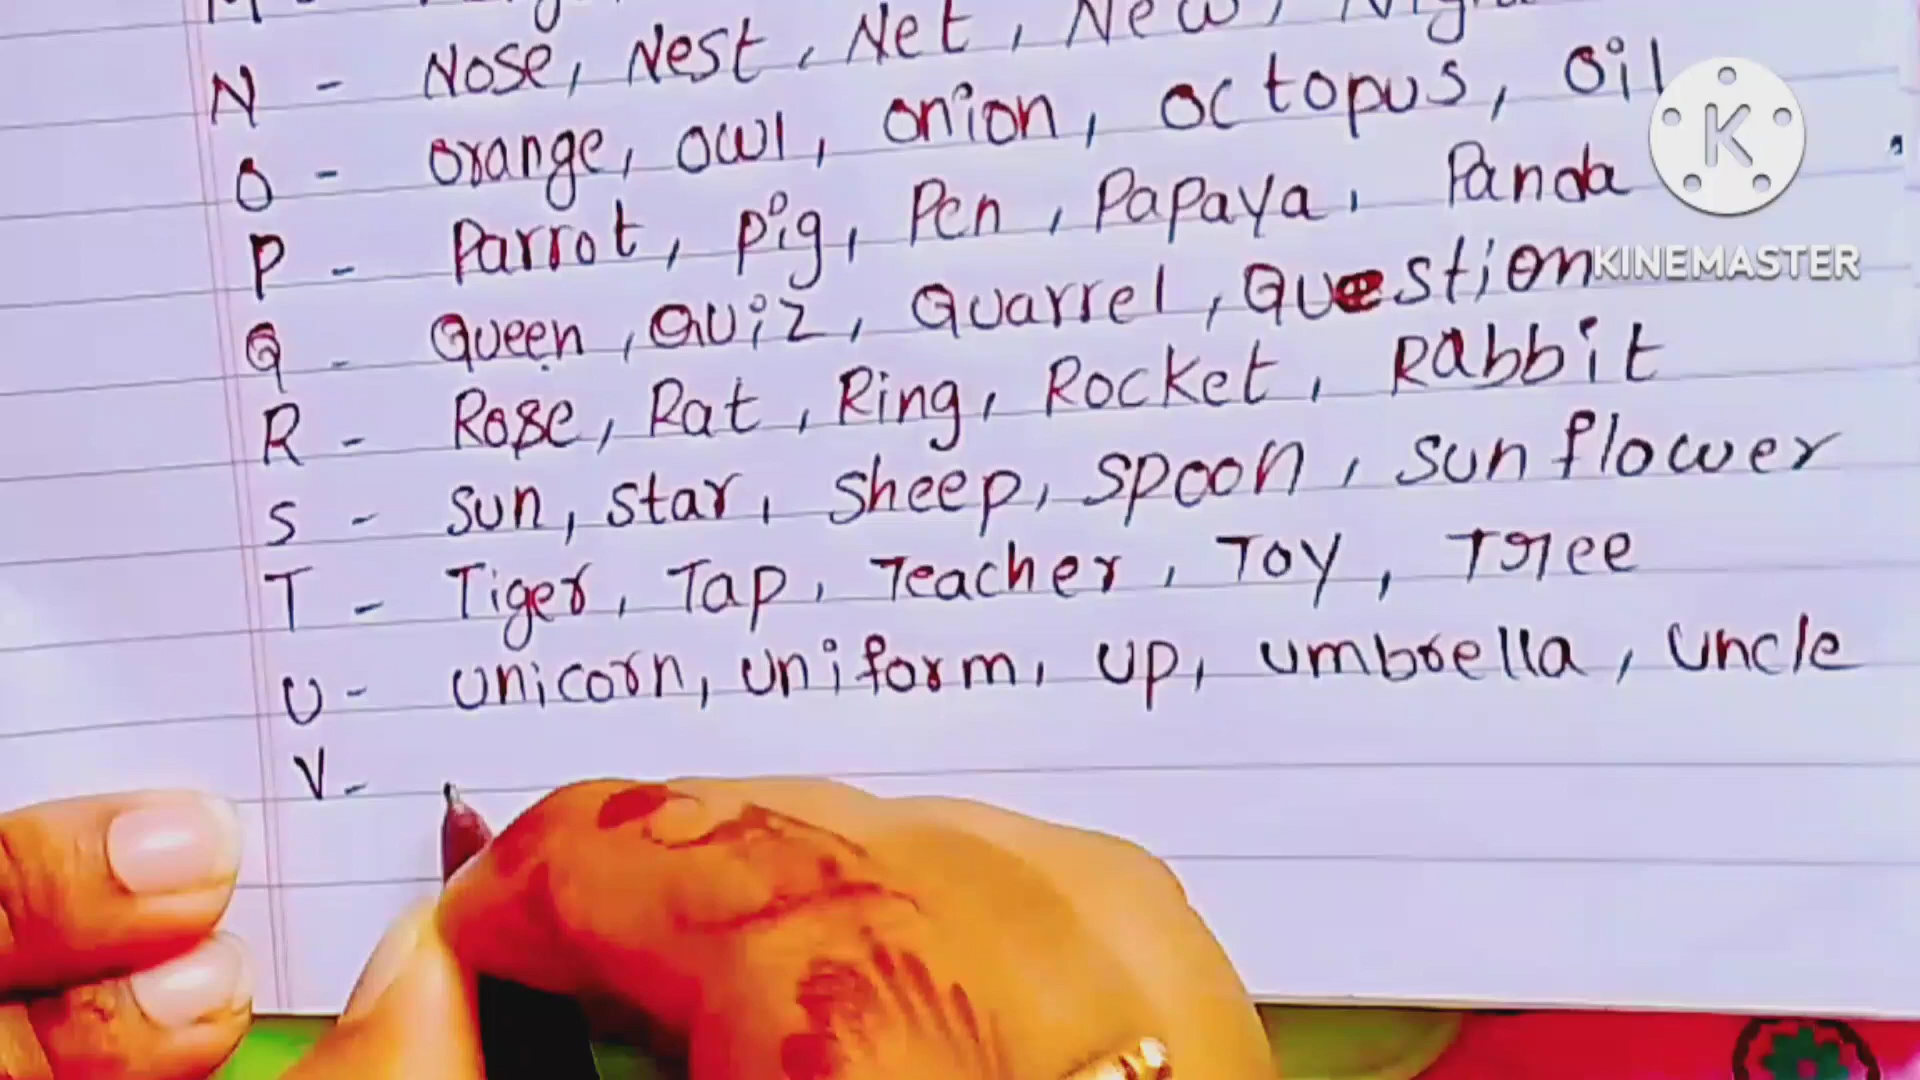 N - Nose, Nest, Net, New,
O - Orange, Owl, Onion, Octopus, Oil
P - Parrot, Pig, Pen, Papaya, Panda
Q - Queen, Quiz, Quarrel, Question
R - Rose, Rat, Ring, Rocket, Rabbit
S - Sun, Star, Sheep, Spoon, Sunflower
T - Tiger, Tap, Teacher, Toy, Tree
U - Unicorn, Uniform, Up, Umbrella, Uncle
V -
K
KINEMASTER